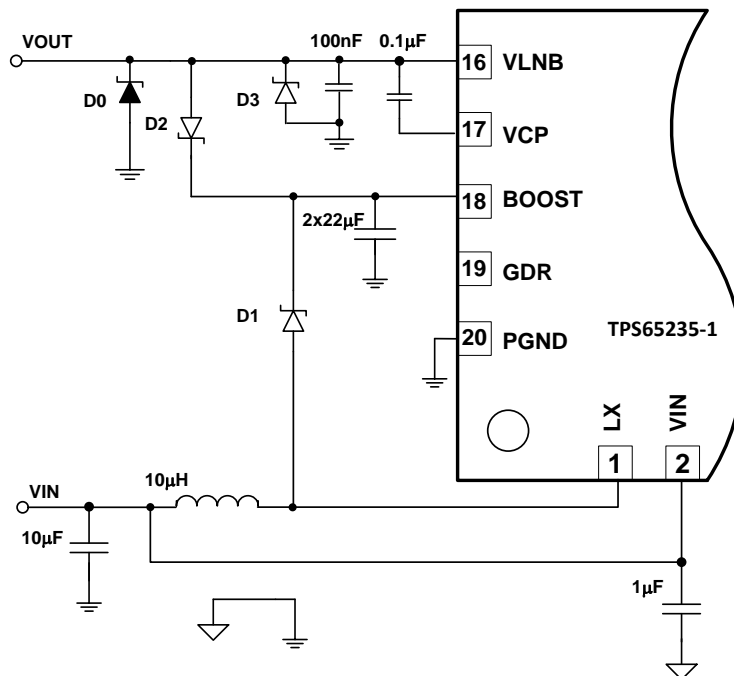 VOUT
100nF
0.1μF
16 VLNB
D0
D2
D3
17 VCP
18 BOOST
2x22μF
19 GDR
D1
20 PGND
TPS65235-1
LX
VIN
1
2
10μH
VIN
10μF
1μF